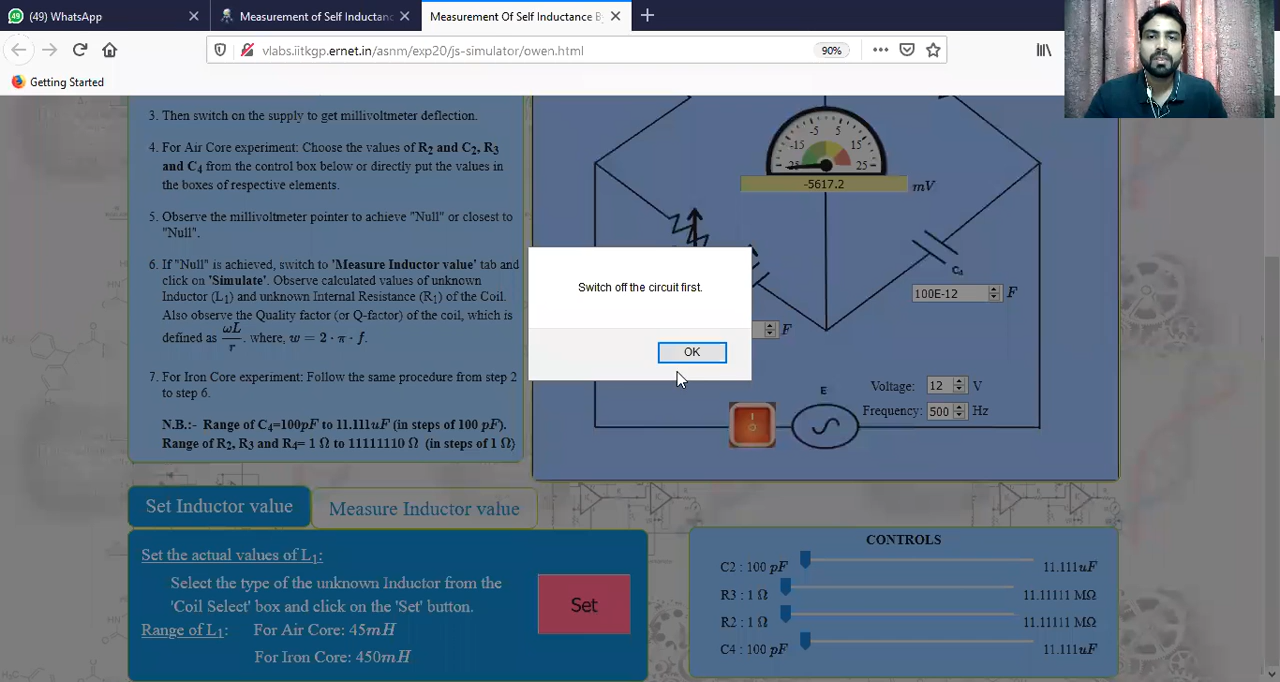 (49) WhatsApp
Measurement of Self Inductanc
Measurement Of Self Inductance By
vlabs.iitkgp.ernet.in/asnm/exp20/js-simulator/owen.html
90%
Getting Started
3. Then switch on the supply to get millivoltmeter deflection.
4. For Air Core experiment: Choose the values of R2 and C2, R3
and C4 from the control box below or directly put the values in
the boxes of respective elements.
5. Observe the millivoltmeter pointer to achieve "Null" or closest to
"Null".
6. If "Null" is achieved, switch to 'Measure Inductor value' tab and
click on 'Simulate'. Observe calculated values of unknown
Inductor (L1) and unknown Internal Resistance (R1) of the Coil.
Also observe the Quality factor (or Q-factor) of the coil, which is
defined as ωL/r. where, w = 2 · π · f.
7. For Iron Core experiment: Follow the same procedure from step 2
to step 6.
N.B.:- Range of C4=100pF to 11.111uF (in steps of 100 pF).
Range of R2, R3 and R4= 1 Ω to 11111110 Ω (in steps of 1 Ω)
-5 5
-15 15
-25 25-
-5617.2 mV
C4
100E-12 F
F
Switch off the circuit first.
OK
E
Voltage: 12 V
Frequency: 500 Hz
Set Inductor value
Measure Inductor value
Set the actual values of L1:
Select the type of the unknown Inductor from the
'Coil Select' box and click on the 'Set' button.
Range of L1: For Air Core: 45mH
For Iron Core: 450mH
Set
CONTROLS
C2 : 100 pF 11.111uF
R3 : 1 Ω 11.11111 MΩ
R2 : 1 Ω 11.11111 MΩ
C4 : 100 pF 11.111uF